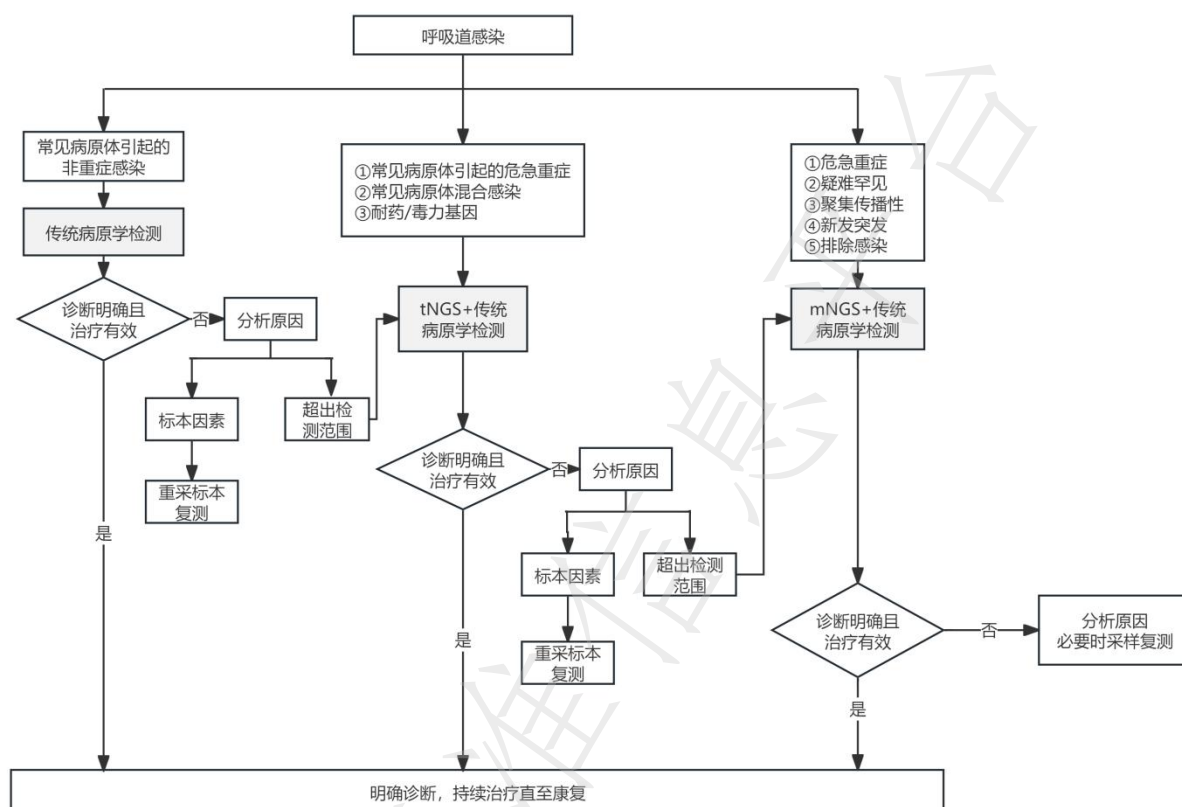 呼吸道感染
常见病原体引起的
非重症感染
传统病原学检测
诊断明确且
治疗有效
否
分析原因
标本因素
超出检
测范围
重采标本
复测
是
①常见病原体引起的危急重症
②常见病原体混合感染
③耐药/毒力基因
tNGS+传统
病原学检测
诊断明确且
治疗有效
否
分析原因
标本因素
超出检测
范围
重采标本
复测
是
①危急重症
②疑难罕见
③聚集传播性
④新发突发
⑤排除感染
mNGS+传统
病原学检测
诊断明确且
治疗有效
否
分析原因
必要时采样复测
是
明确诊断，持续治疗直至康复
准信息平台